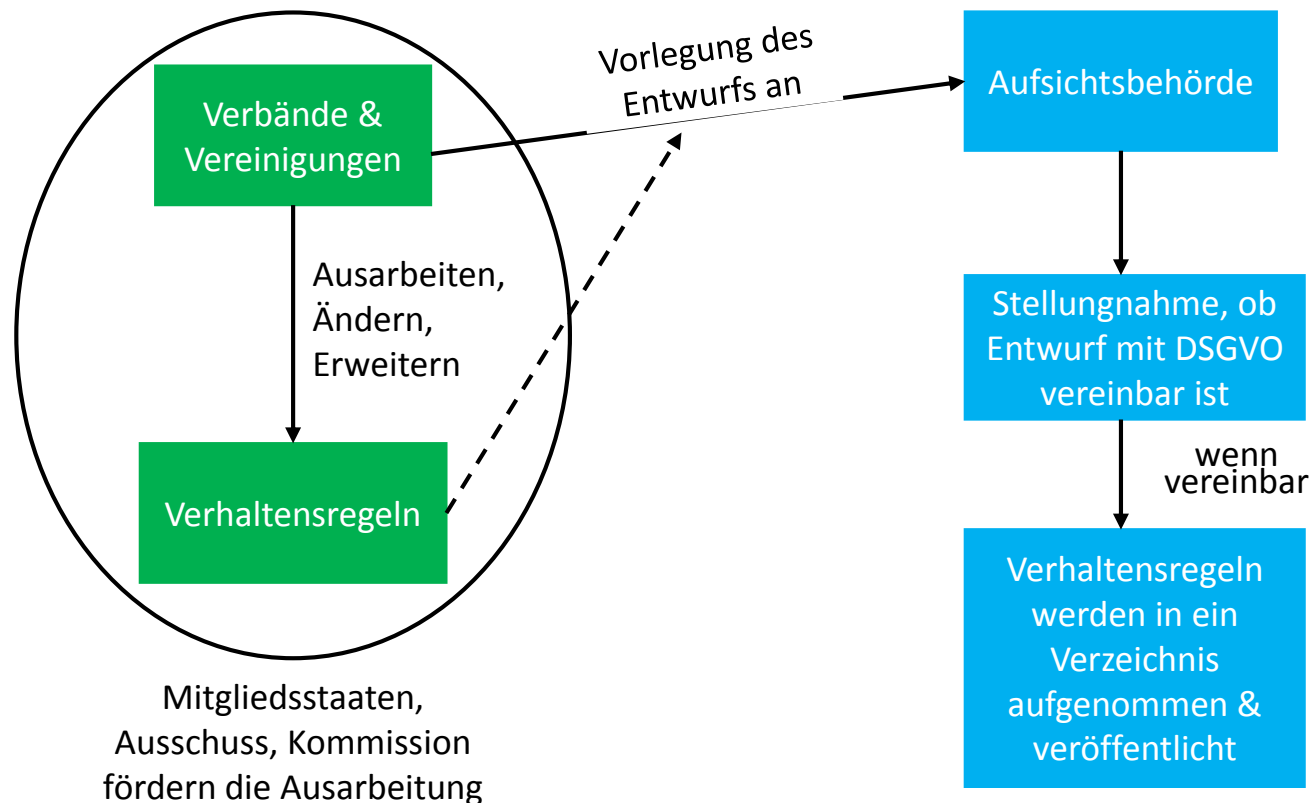 Verbände &
Vereinigungen
Ausarbeiten,
Ändern,
Erweitern
Verhaltensregeln
Mitgliedsstaaten,
Ausschuss, Kommission
fördern die Ausarbeitung
Vorlegung des
Entwurfs an
Aufsichtsbehörde
Stellungnahme, ob
Entwurf mit DSGVO
vereinbar ist
wenn
vereinbar
Verhaltensregeln
werden in ein
Verzeichnis
aufgenommen &
veröffentlicht